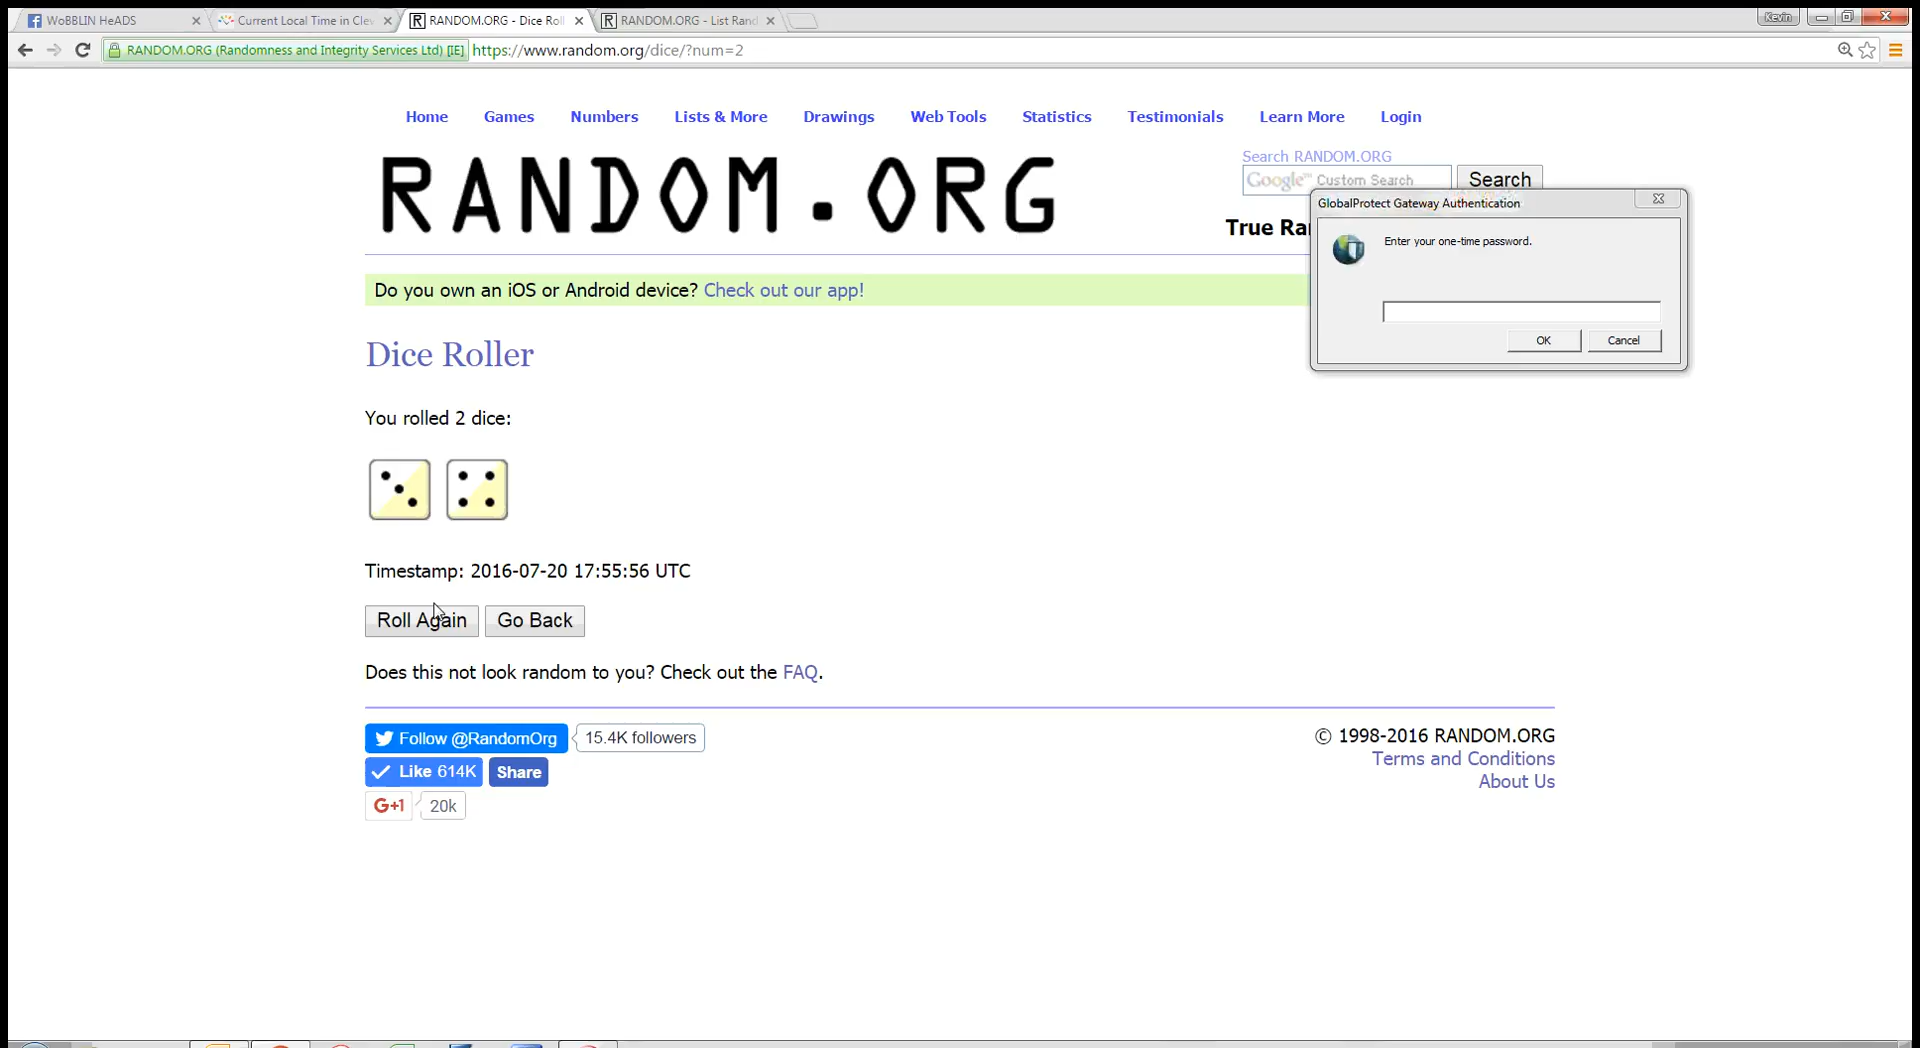 WoBBLIN HeADS
Current Local Time in Clev
RANDOM.ORG - Dice Roll
RANDOM.ORG - List Rand
Kevin
RANDOM.ORG (Randomness and Integrity Services Ltd) [IE]
https://www.random.org/dice/?num=2
Home
Games
Numbers
Lists & More
Drawings
Web Tools
Statistics
Testimonials
Learn More
Login
RANDOM.ORG
Search RANDOM.ORG
Google™ Custom Search
Search
True Ra
GlobalProtect Gateway Authentication
Enter your one-time password.
OK
Cancel
Do you own an iOS or Android device? Check out our app!
Dice Roller
You rolled 2 dice:
Timestamp: 2016-07-20 17:55:56 UTC
Roll Again
Go Back
Does this not look random to you? Check out the FAQ.
Follow @RandomOrg
15.4K followers
Like 614K
Share
G+1
20k
© 1998-2016 RANDOM.ORG
Terms and Conditions
About Us